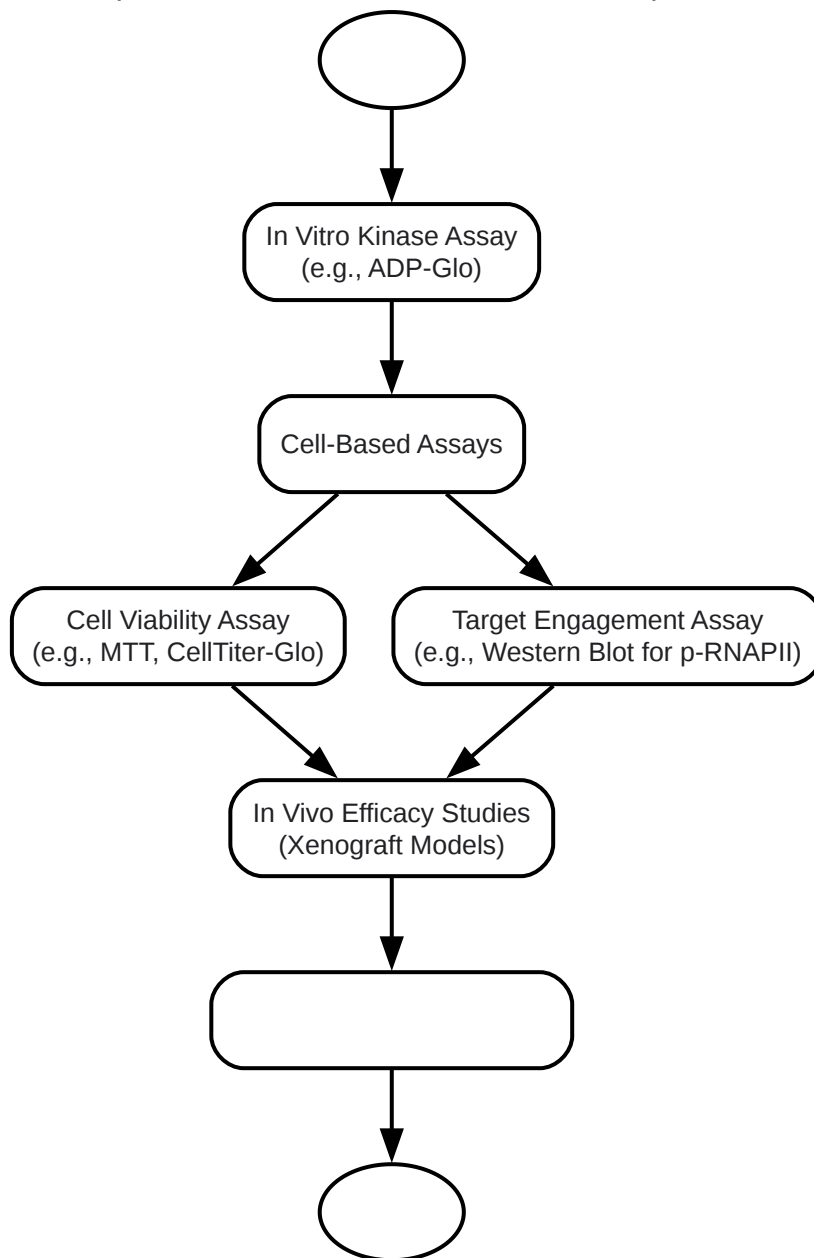 In Vitro Kinase Assay
(e.g., ADP-Glo)
Cell-Based Assays
Cell Viability Assay
(e.g., MTT, CellTiter-Glo)
Target Engagement Assay
(e.g., Western Blot for p-RNAPII)
In Vivo Efficacy Studies
(Xenograft Models)